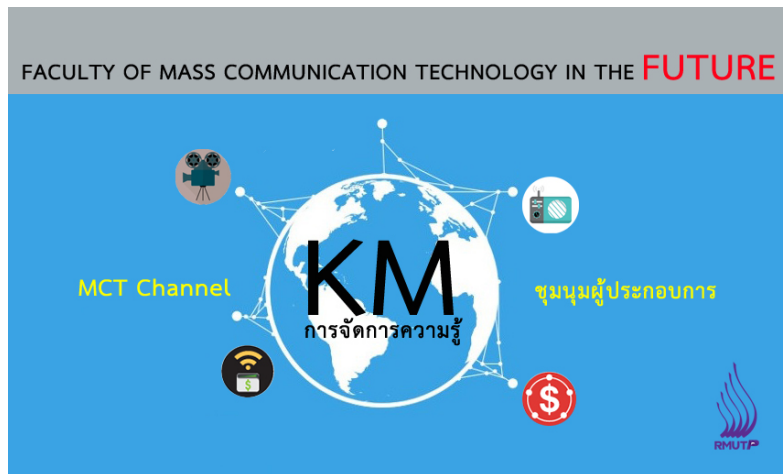 FACULTY OF MASS COMMUNICATION TECHNOLOGY IN THE FUTURE
MCT Channel
KM
การจัดการความรู้
ชุมนุมผู้ประกอบการ
$
$
RMUTP